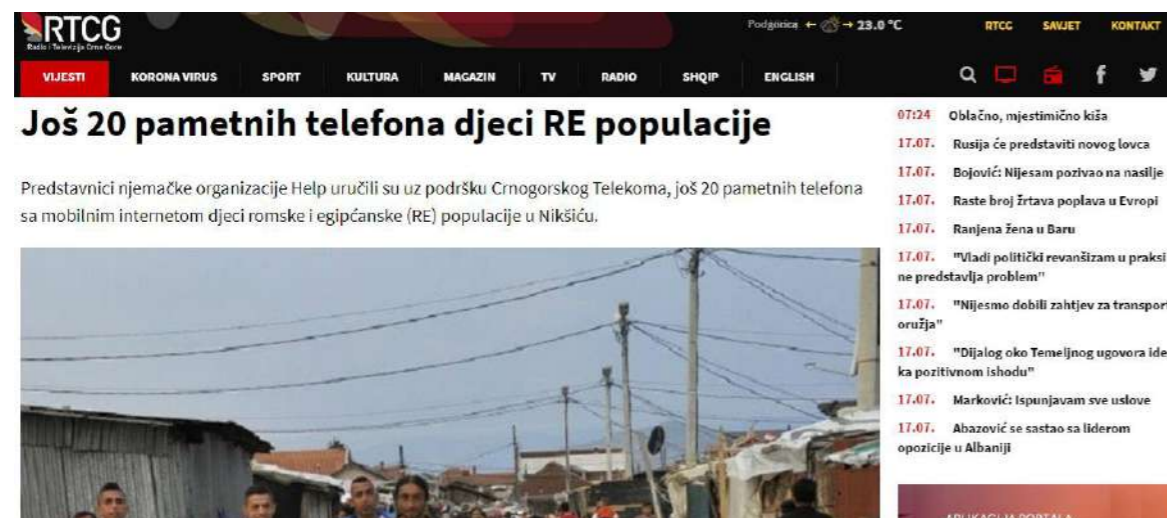 RTCG
Radio i Televizija Crne Gore
Podgorica ← → 23.0 °C
RTCG SAVJET KONTAKT
VIJESTI KORONA VIRUS SPORT KULTURA MAGAZIN TV RADIO SHQIP ENGLISH
Još 20 pametnih telefona djeci RE populacije
Predstavnici njemačke organizacije Help uručili su uz podršku Crnogorskog Telekoma, još 20 pametnih telefona
sa mobilnim internetom djeci romske i egipćanske (RE) populacije u Nikšiću.
07:24 Oblačno, mjestimično kiša
17.07. Rusija će predstaviti novog lovca
17.07. Bojović: Nijesam pozivao na nasilje
17.07. Raste broj žrtava poplava u Evropi
17.07. Ranjena žena u Baru
17.07. "Vladi politički revanšizam u praksi
ne predstavlja problem"
17.07. "Nijesmo dobili zahtjev za transport
oružja"
17.07. "Dijalog oko Temeljnog ugovora ide
ka pozitivnom ishodu"
17.07. Marković: Ispunjavam sve uslove
17.07. Abazović se sastao sa liderom
opozicije u Albaniji
APLIKACIJA PORTALA